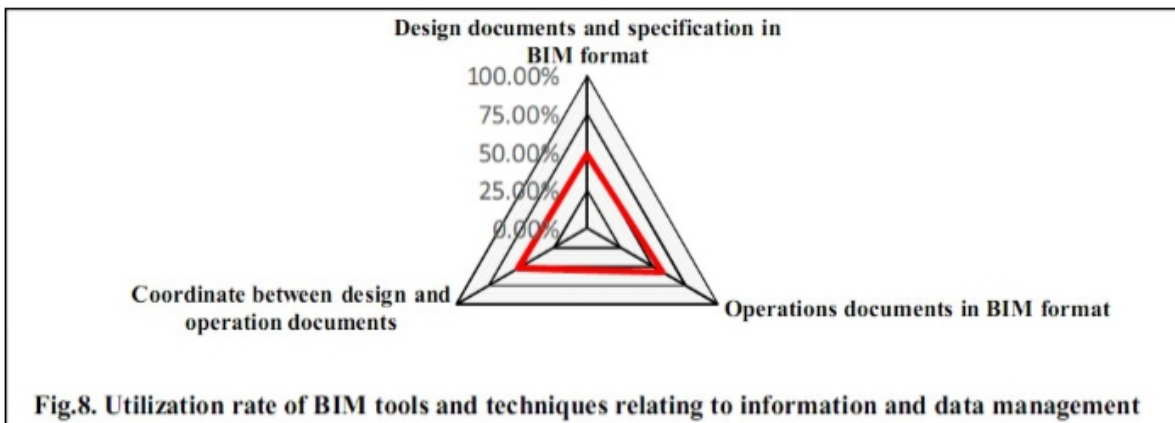 Design documents and specification in
BIM format
100.00%
75.00%
50.00%
25.00%
0.00%
Coordinate between design and
operation documents
Operations documents in BIM format
Fig.8. Utilization rate of BIM tools and techniques relating to information and data management